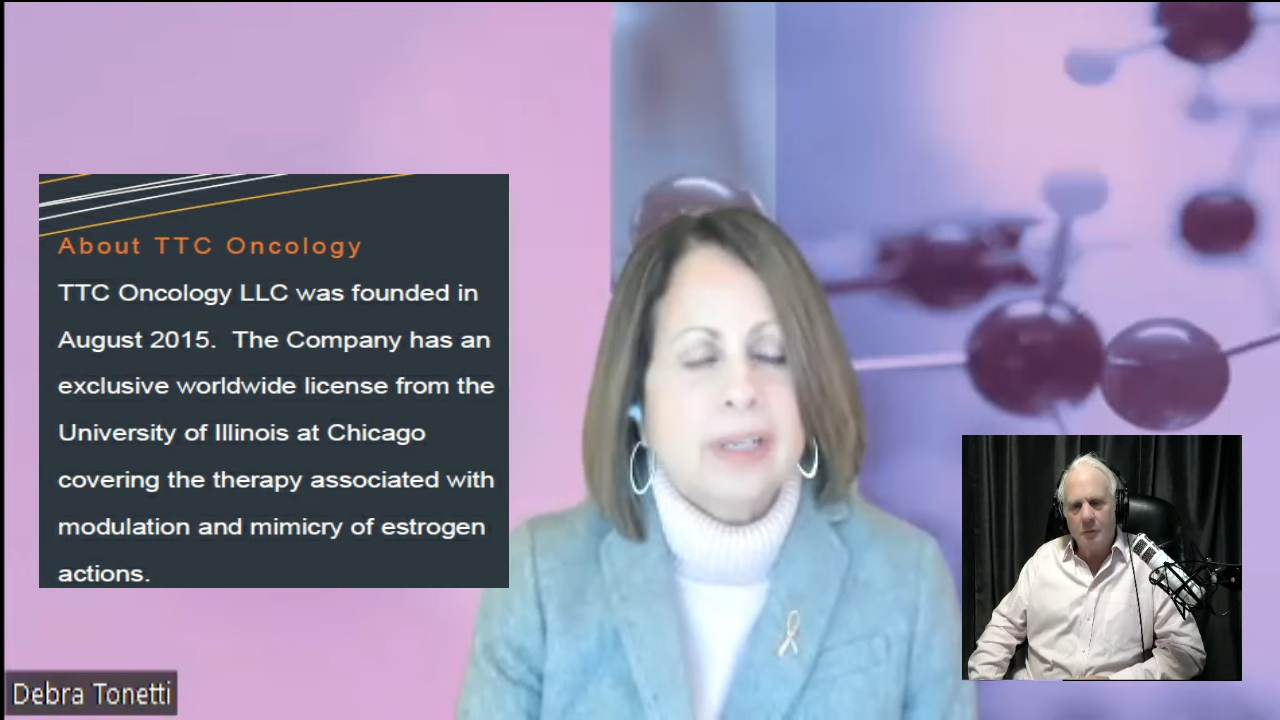 About TTC Oncology
TTC Oncology LLC was founded in
August 2015.  The Company has an
exclusive worldwide license from the
University of Illinois at Chicago
covering the therapy associated with
modulation and mimicry of estrogen
actions.
Debra Tonetti